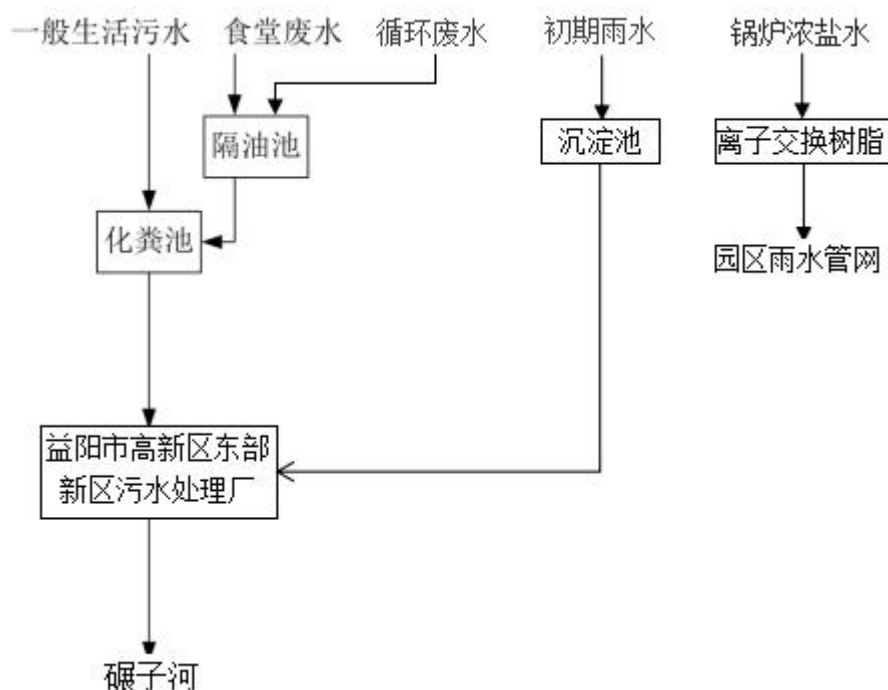 一般生活污水
食堂废水
循环废水
初期雨水
锅炉浓盐水
隔油池
沉淀池
离子交换树脂
化粪池
园区雨水管网
益阳市高新区东部
新区污水处理厂
碾子河